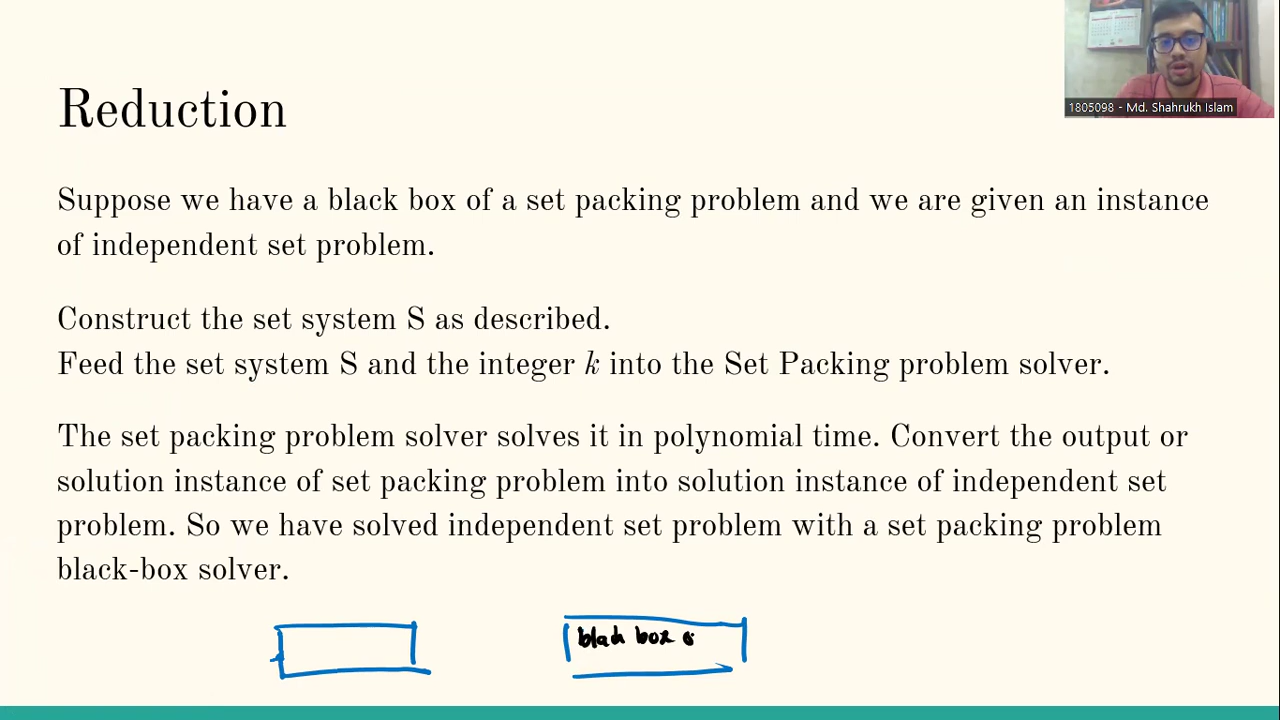 Reduction
1805098 - Md. Shahrukh Islam
Suppose we have a black box of a set packing problem and we are given an instance
of independent set problem.
Construct the set system S as described.
Feed the set system S and the integer k into the Set Packing problem solver.
The set packing problem solver solves it in polynomial time. Convert the output or
solution instance of set packing problem into solution instance of independent set
problem. So we have solved independent set problem with a set packing problem
black-box solver.
box